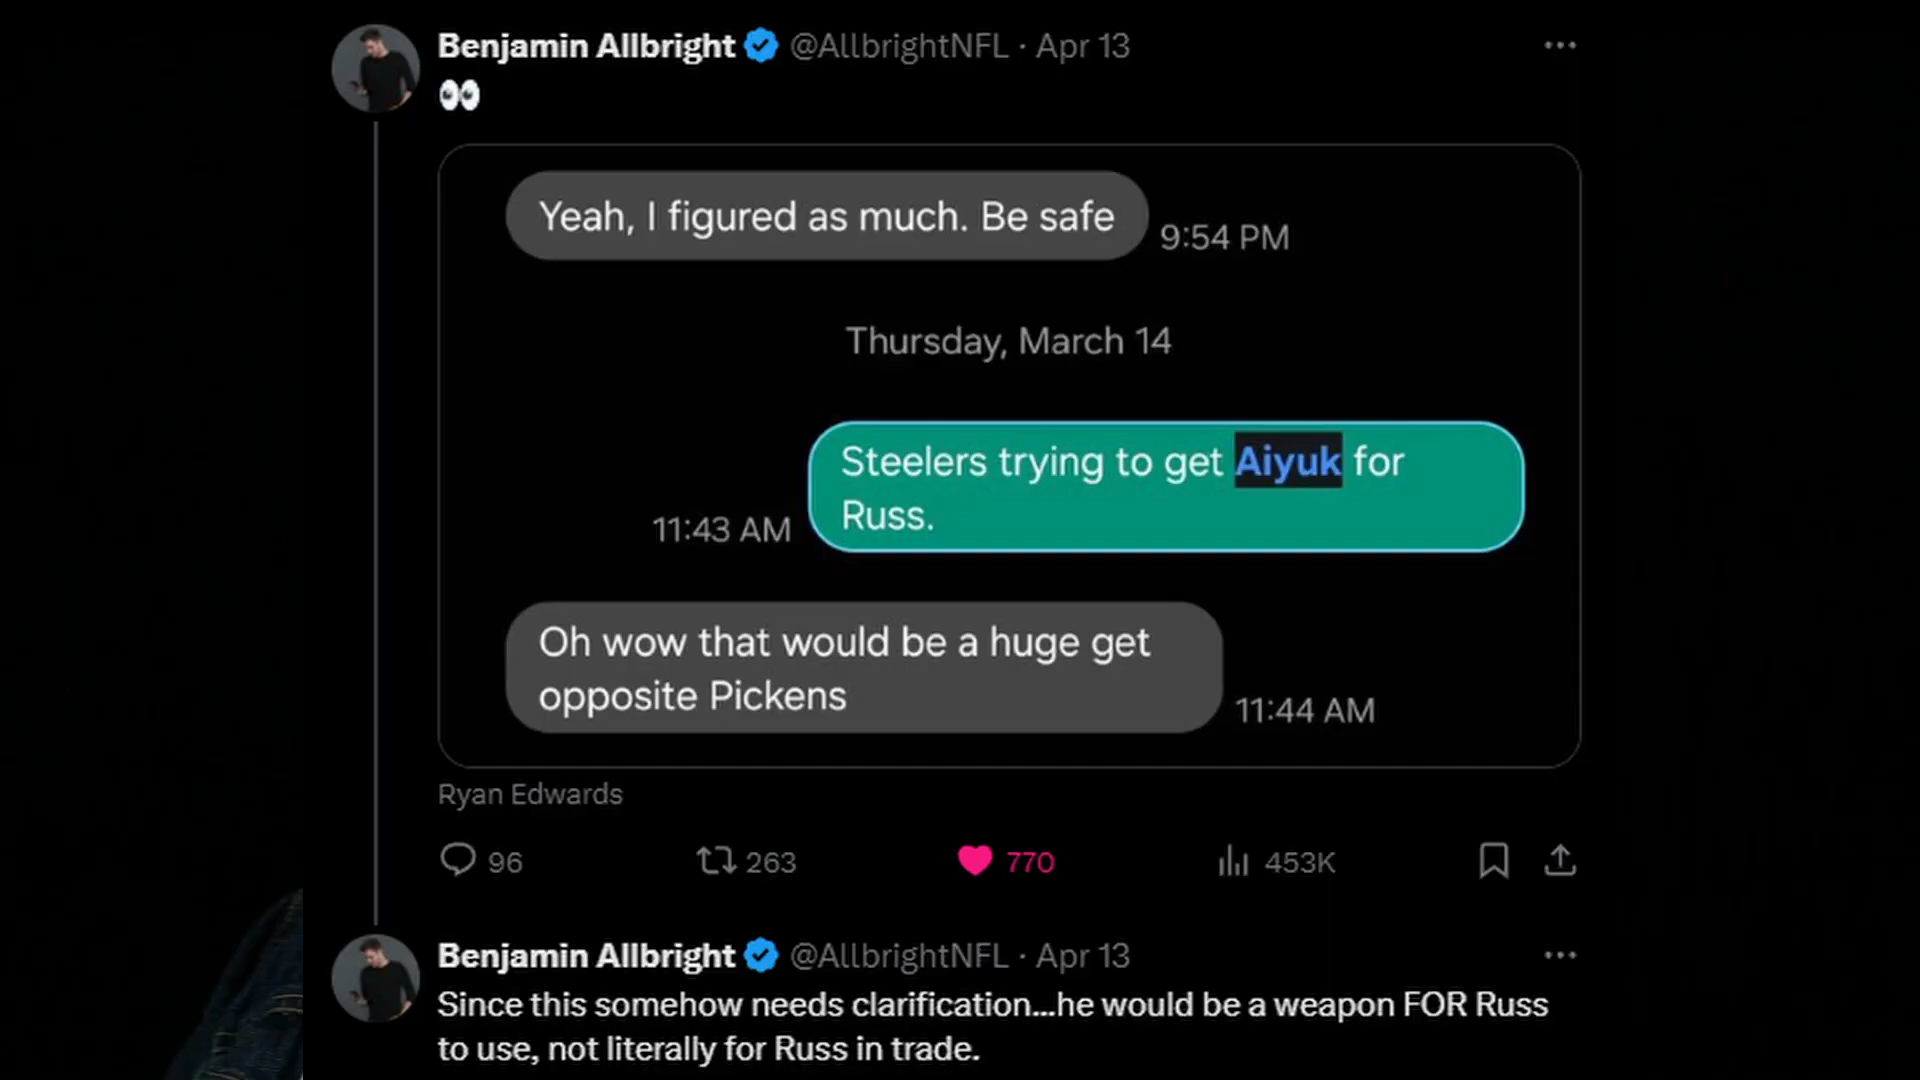 Benjamin Allbright @AllbrightNFL · Apr 13
👀
Yeah, I figured as much. Be safe
9:54 PM
Thursday, March 14
Steelers trying to get Aiyuk for
Russ.
11:43 AM
Oh wow that would be a huge get
opposite Pickens
11:44 AM
Ryan Edwards
96 263 770 453K
Benjamin Allbright @AllbrightNFL · Apr 13
Since this somehow needs clarification...he would be a weapon FOR Russ
to use, not literally for Russ in trade.